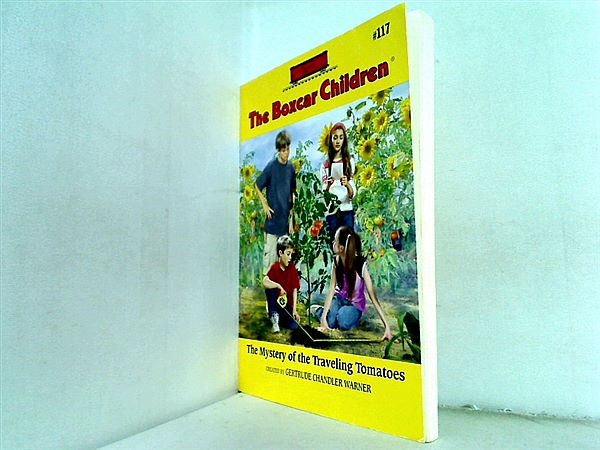 #117
The Boxcar Children®
The Mystery of the Traveling Tomatoes
CREATED BY GERTRUDE CHANDLER WARNER